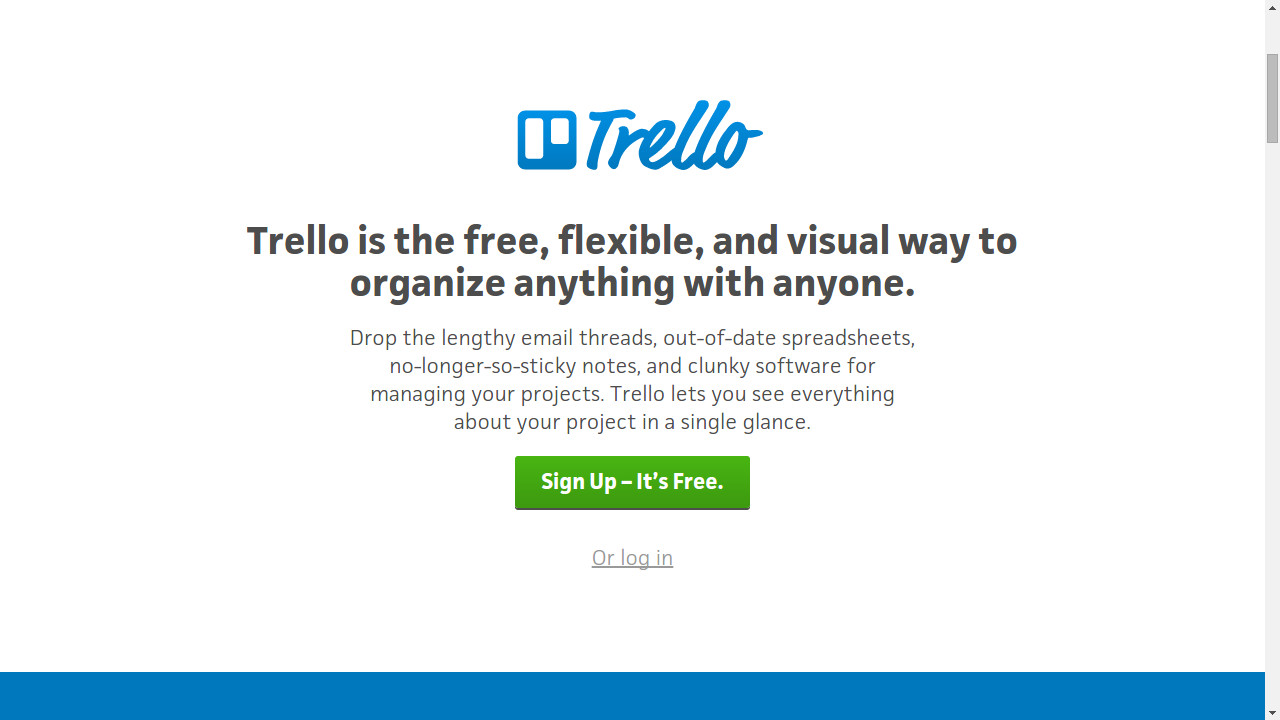 Trello
Trello is the free, flexible, and visual way to
organize anything with anyone.
Drop the lengthy email threads, out-of-date spreadsheets,
no-longer-so-sticky notes, and clunky software for
managing your projects. Trello lets you see everything
about your project in a single glance.
Sign Up – It’s Free.
Or log in